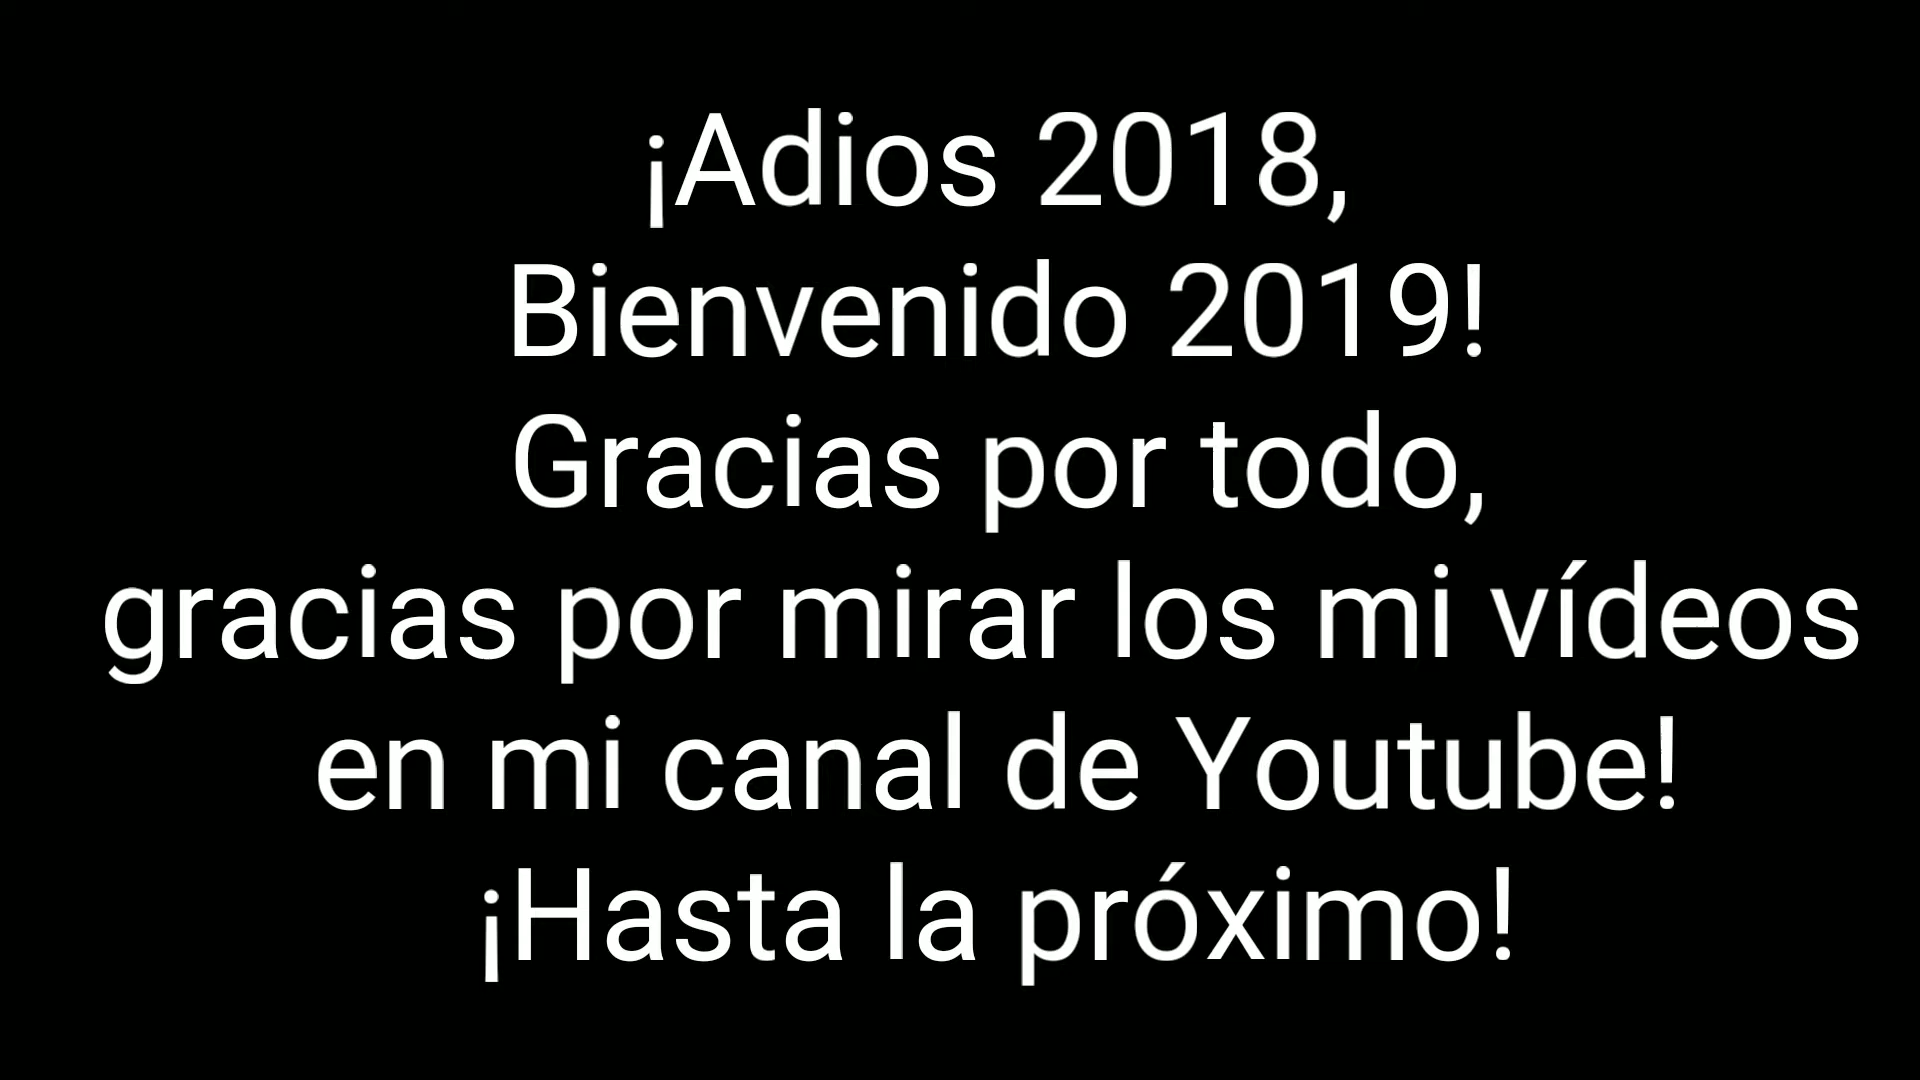 ¡Adios 2018,
Bienvenido 2019!
Gracias por todo,
gracias por mirar los mi vídeos
en mi canal de Youtube!
¡Hasta la próximo!